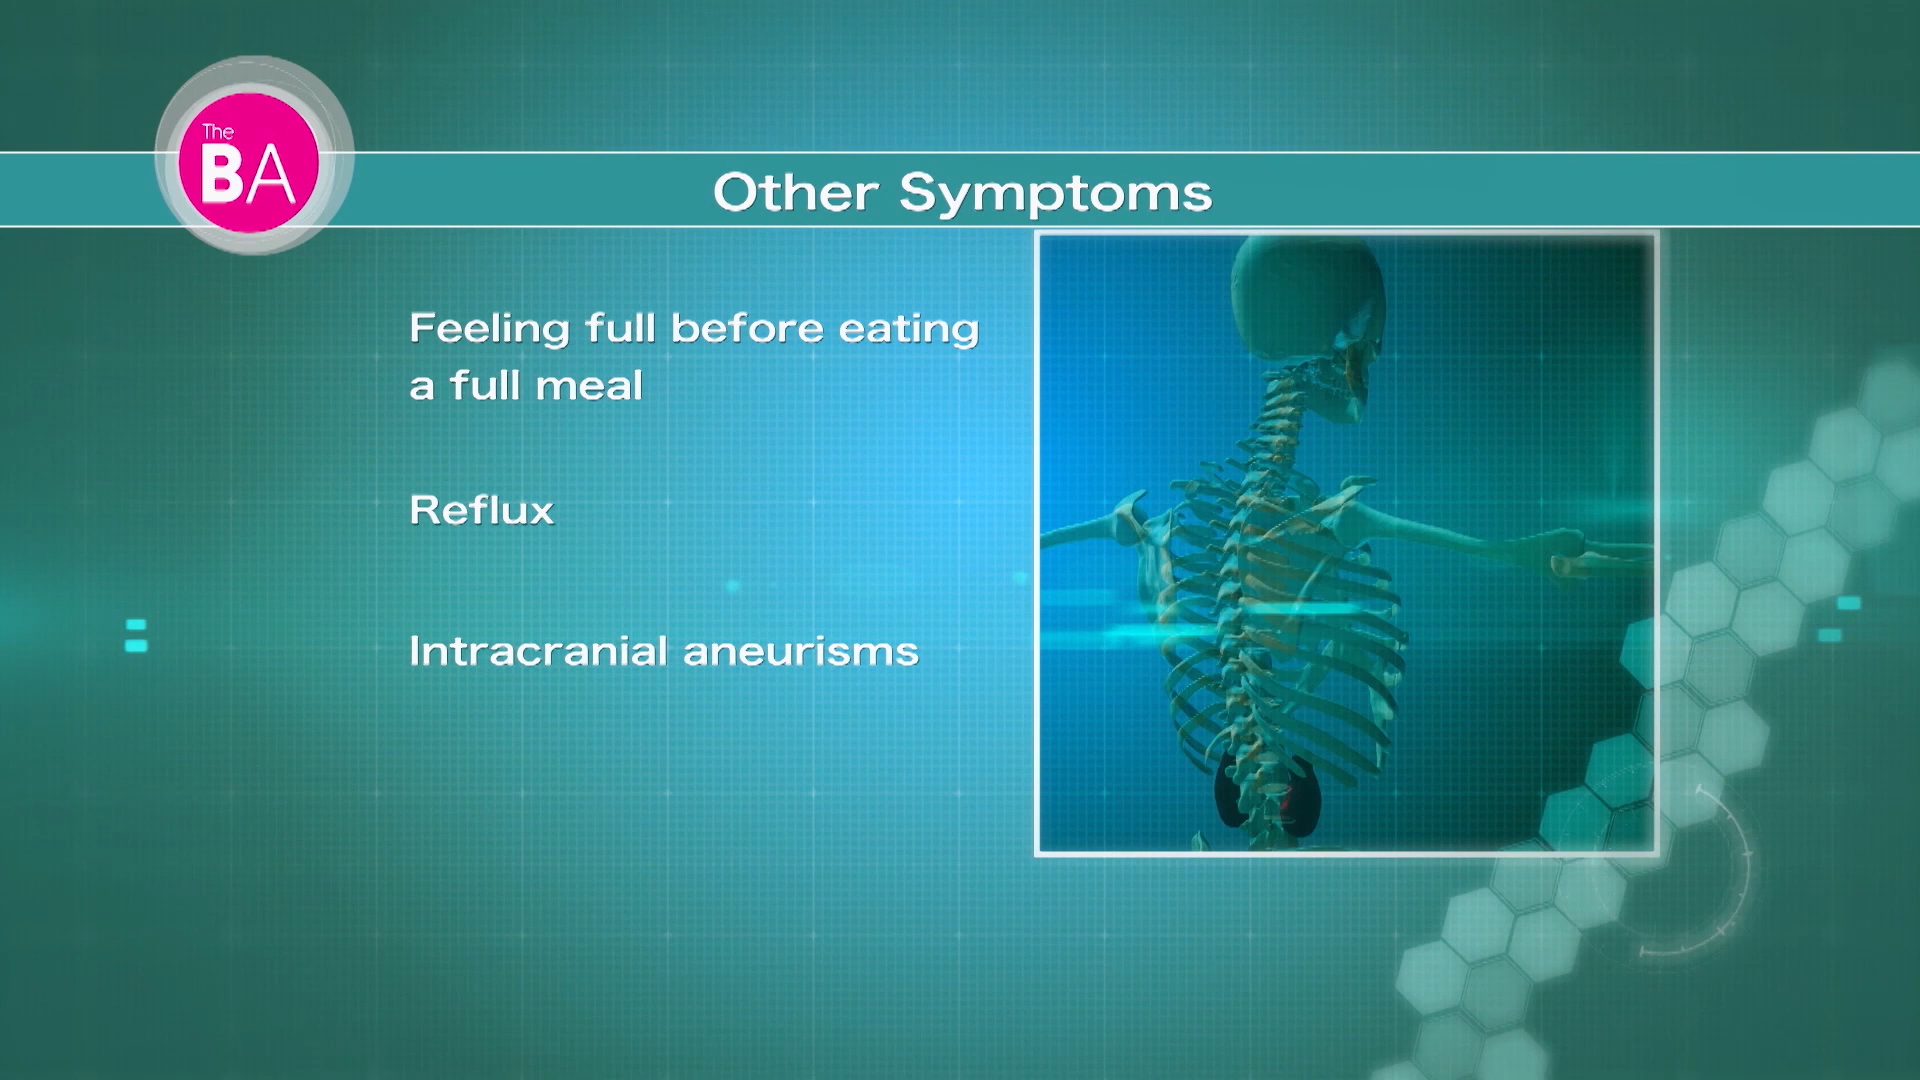 The
BA
Other Symptoms
Feeling full before eating
a full meal
Reflux
Intracranial aneurisms